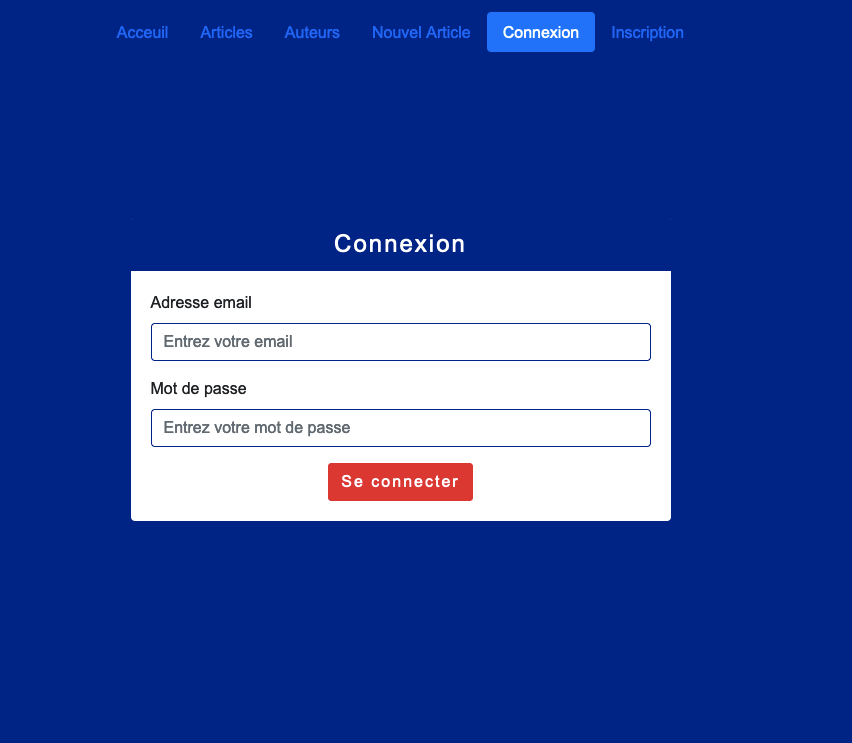 Acceuil Articles Auteurs Nouvel Article Connexion Inscription
Connexion
Adresse email
Entrez votre email
Mot de passe
Entrez votre mot de passe
Se connecter